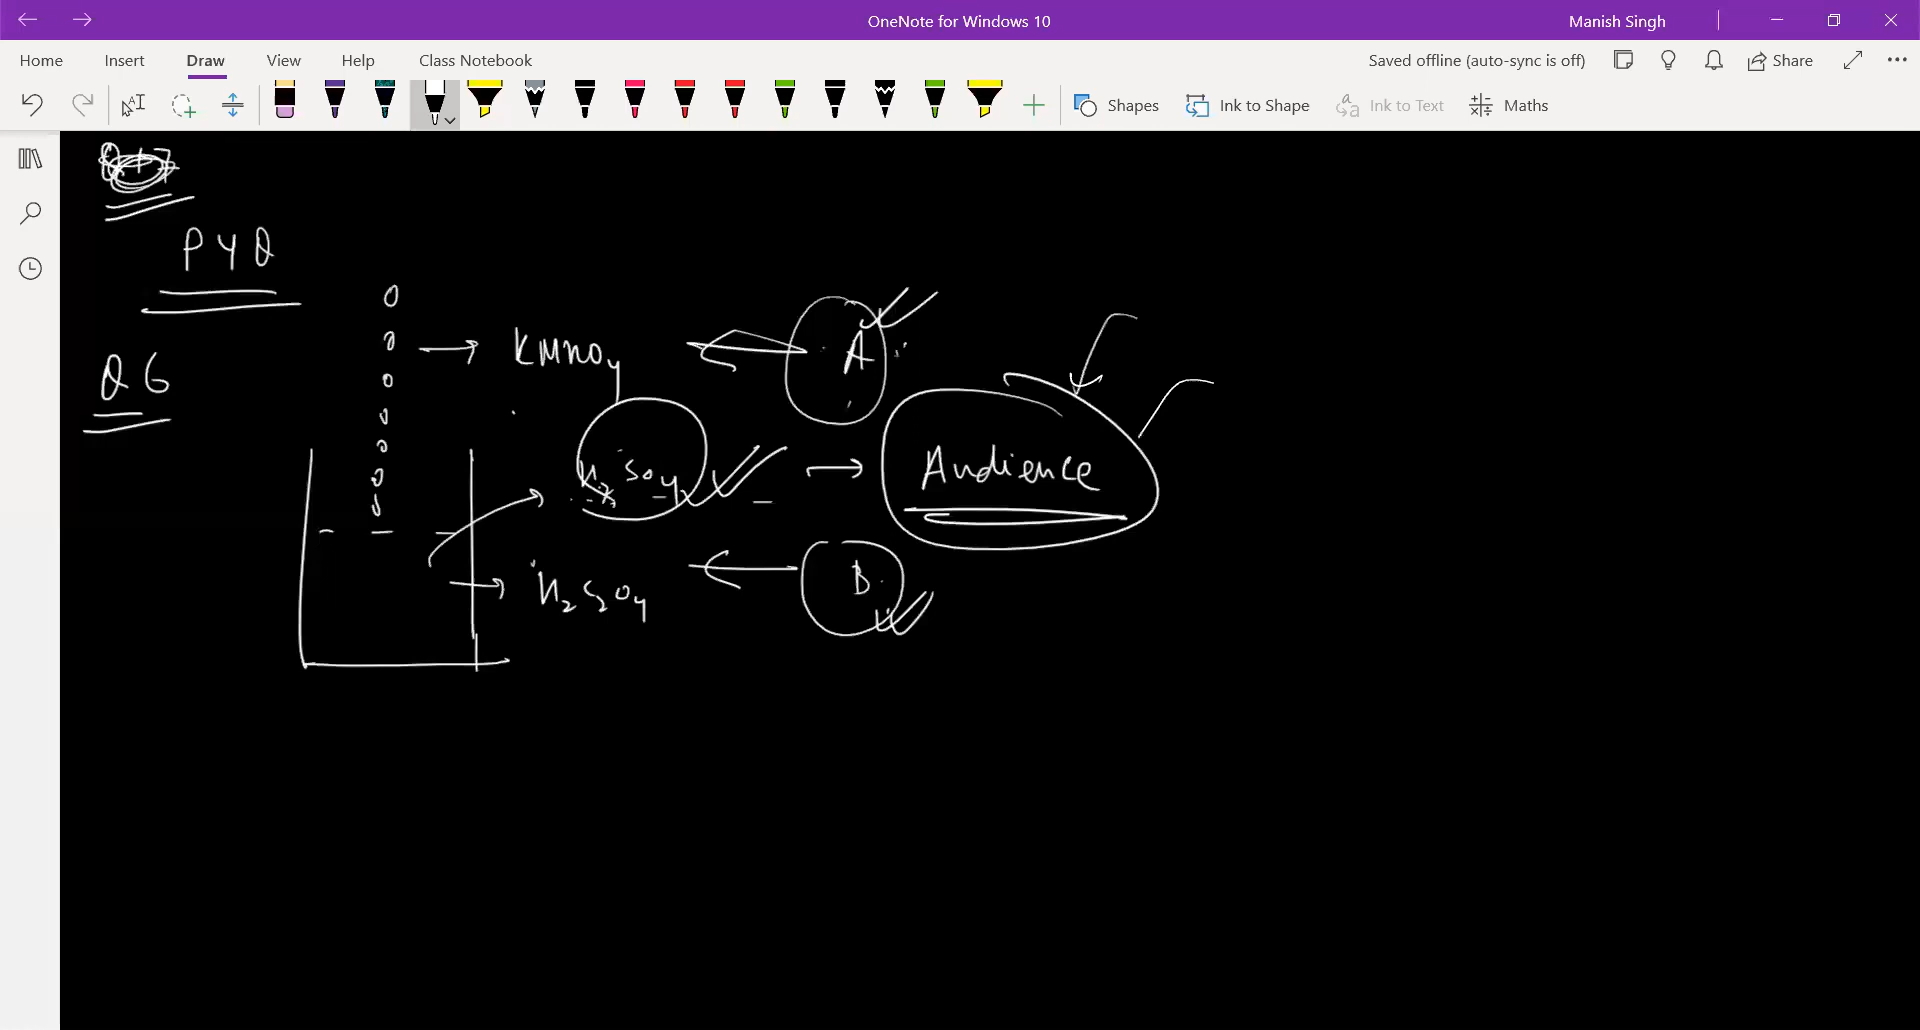 OneNote for Windows 10
Manish Singh
Home Insert Draw View Help Class Notebook
Saved offline (auto-sync is off) Share
Shapes Ink to Shape Ink to Text Maths
PYQ
Q6
KMnO4
A
H2SO4
Audience
H2S2O4
B